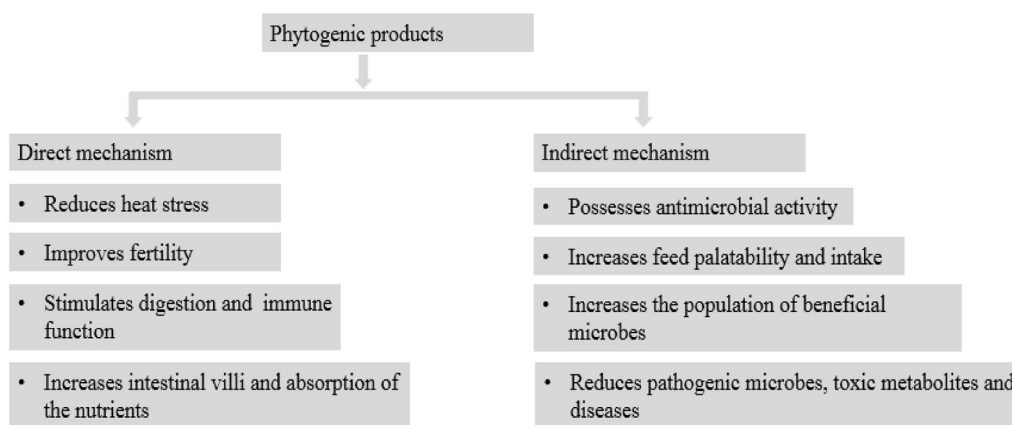 Phytogenic products
Direct mechanism
• Reduces heat stress
• Improves fertility
• Stimulates digestion and immune
function
• Increases intestinal villi and absorption of
the nutrients
Indirect mechanism
• Possesses antimicrobial activity
• Increases feed palatability and intake
• Increases the population of beneficial
microbes
• Reduces pathogenic microbes, toxic metabolites and
diseases